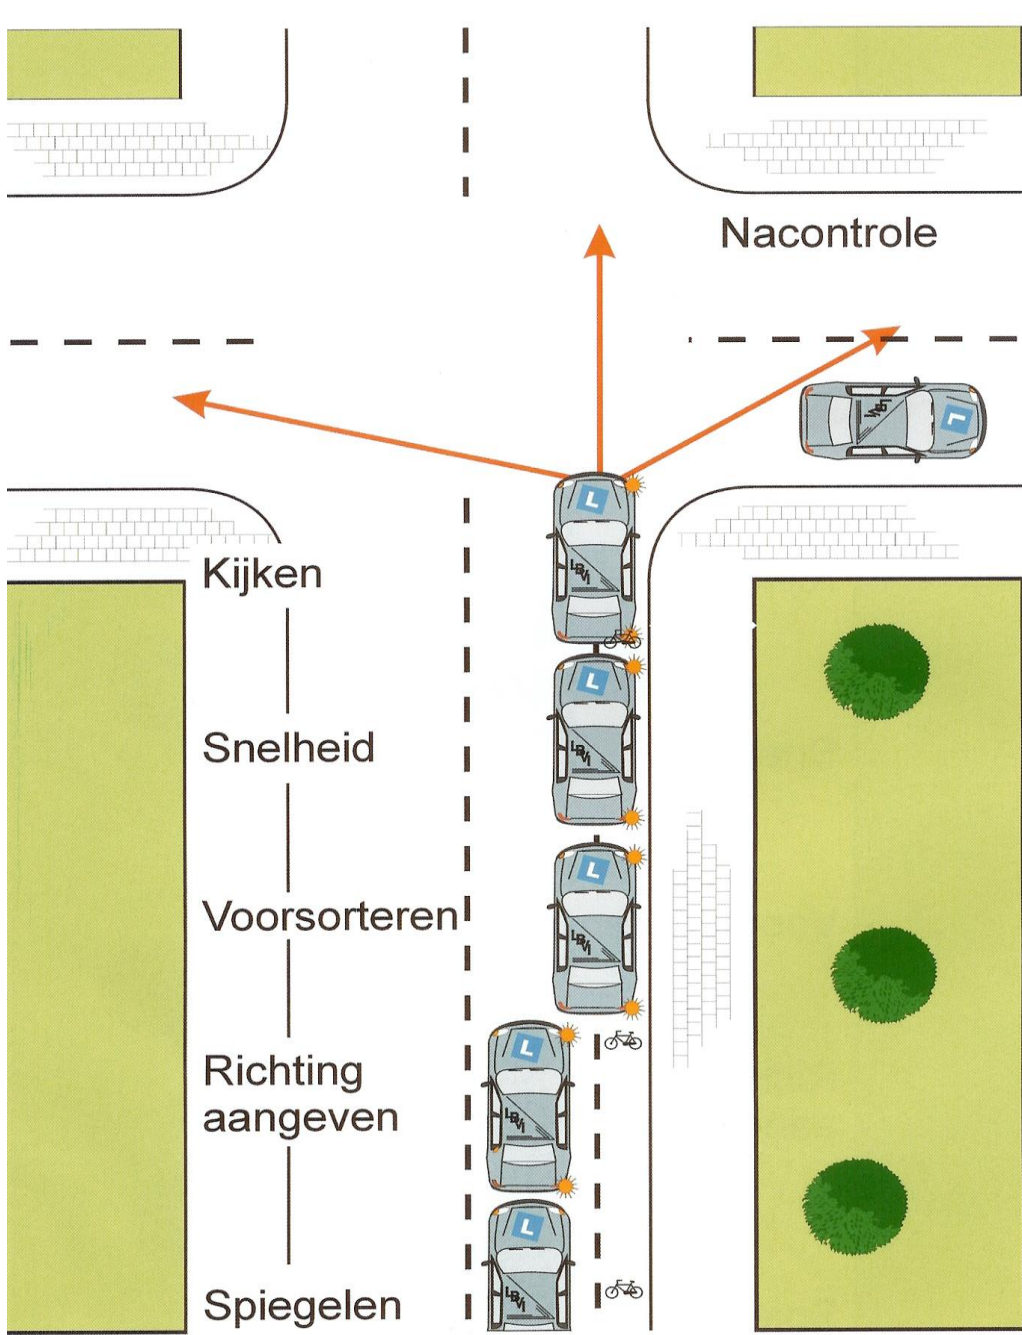 Nacontrole
Kijken
Snelheid
Voorsorteren
Richting
aangeven
Spiegelen
L
L
L
L
L
L